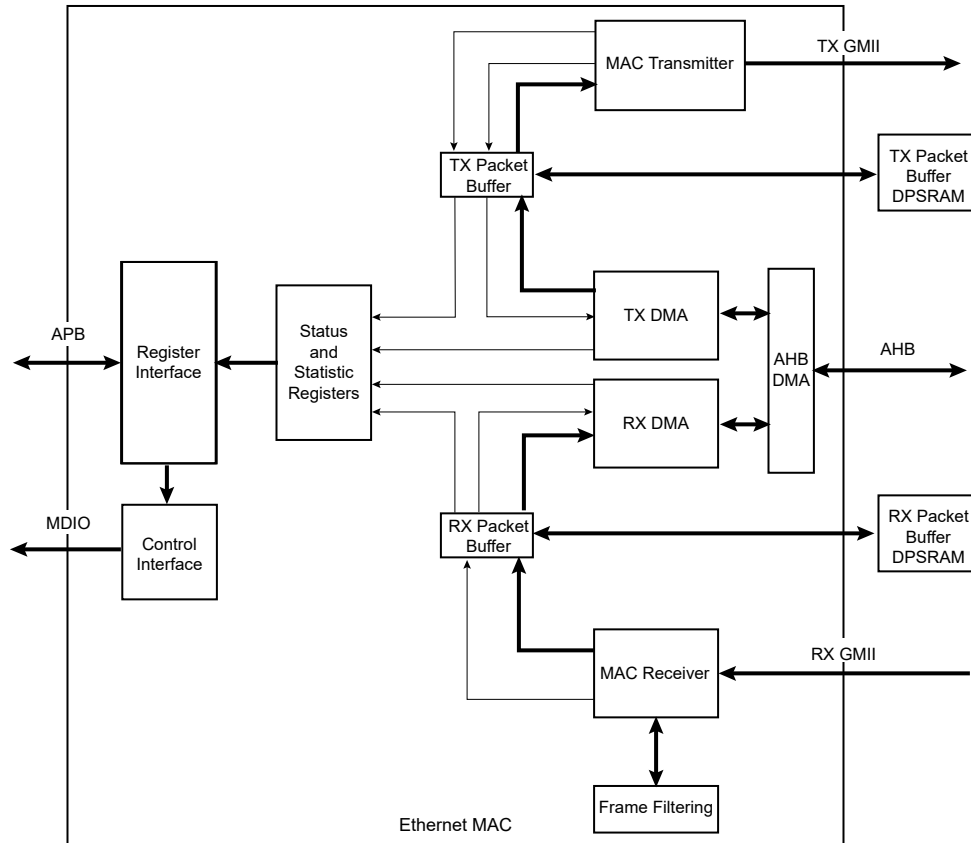 TX GMII
MAC Transmitter
TX Packet
Buffer
DPSRAM
TX Packet
Buffer
TX DMA
Status
and
Statistic
Registers
Register
Interface
APB
AHB
DMA
AHB
RX DMA
MDIO
Control
Interface
RX Packet
Buffer
RX Packet
Buffer
DPSRAM
RX GMII
MAC Receiver
Frame Filtering
Ethernet MAC